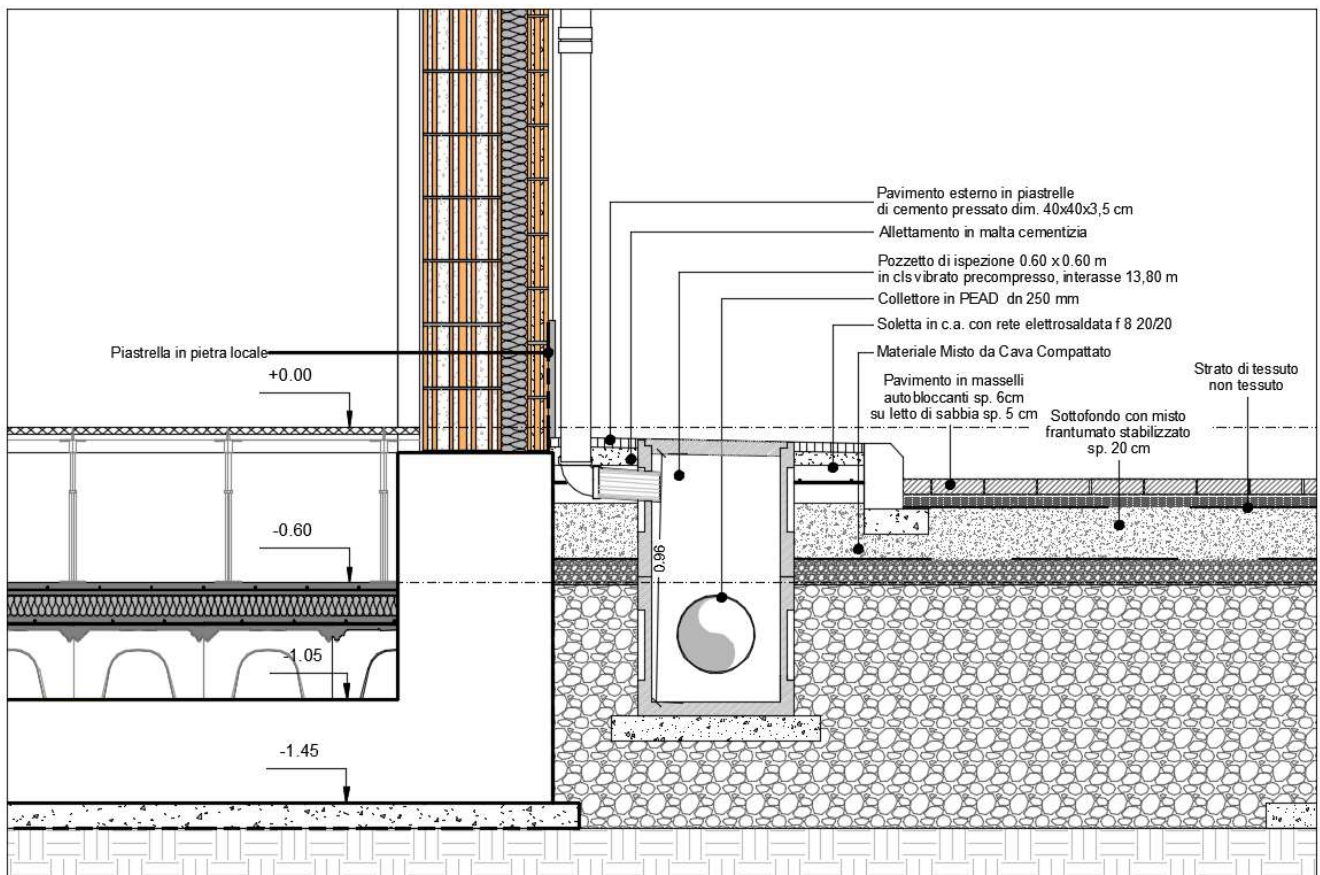 Pavimento esterno in piastrelle
di cemento pressato dim. 40x40x3,5 cm
Allettamento in malta cementizia
Pozzetto di ispezione 0.60 x 0.60 m
in cls vibrato precompresso, interasse 13,80 m
Collettore in PEAD dn 250 mm
Soletta in c.a. con rete elettrosaldata f 8 20/20
Materiale Misto da Cava Compattato
Piastrella in pietra locale
Pavimento in masselli
autobloccanti sp. 6cm
su letto di sabbia sp. 5 cm
Sottofondo con misto
frantumato stabilizzato
sp. 20 cm
Strato di tessuto
non tessuto
+0.00
-0.60
0.96
4
-1.05
-1.45